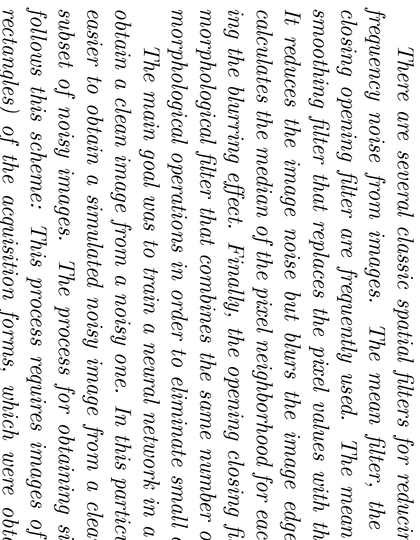 There are several classic spatial filters for reducin
frequency noise from images. The mean filter, the
closing opening filter are frequently used. The mean
smoothing filter that replaces the pixel values with th
It reduces the image noise but blurs the image edge
calculates the median of the pixel neighborhood for eac
ing the blurring effect. Finally, the opening closing fi
morphological filter that combines the same number o
morphological operations in order to eliminate small
The main goal was to train a neural network in a
obtain a clean image from a noisy one. In this partic
easier to obtain a simulated noisy image from a clea
subset of noisy images. The process for obtaining si
follows this scheme: This process requires images of
rectangles) of the acquisition forms, which were obt